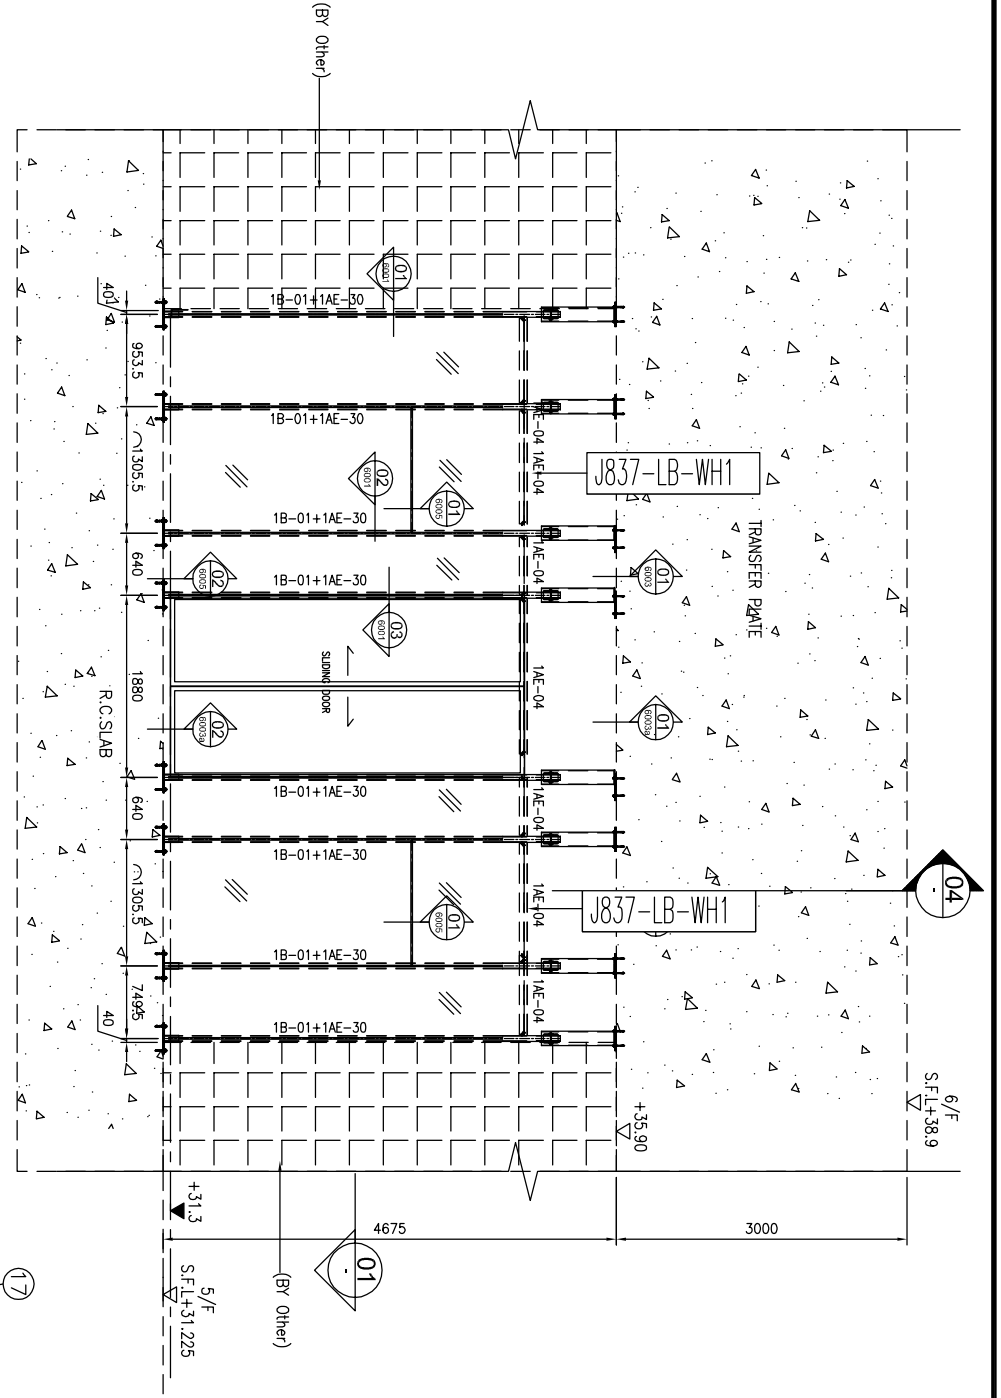 (BY Other)
01
6001
1B-01+1AE-30
40
953.5
1B-01+1AE-30
1AE-04
1AE-04
J837-LB-WH1
1305.5
02
6001
01
6005
1B-01+1AE-30
TRANSFER PLATE
640
02
6005
1B-01+1AE-30
1AE-04
01
6003
03
6001
SLIDING DOOR
1AE-04
1880
R.C.SLAB
02
6003a
01
6003a
1B-01+1AE-30
1AE-04
640
1B-01+1AE-30
04
-
1305.5
01
6005
1AE-04
J837-LB-WH1
1B-01+1AE-30
1AE-04
749.5
40
1B-01+1AE-30
6/F
S.F.L+38.9
+35.90
+31.3
4675
3000
01
-
(BY Other)
5/F
S.F.L+31.225
17